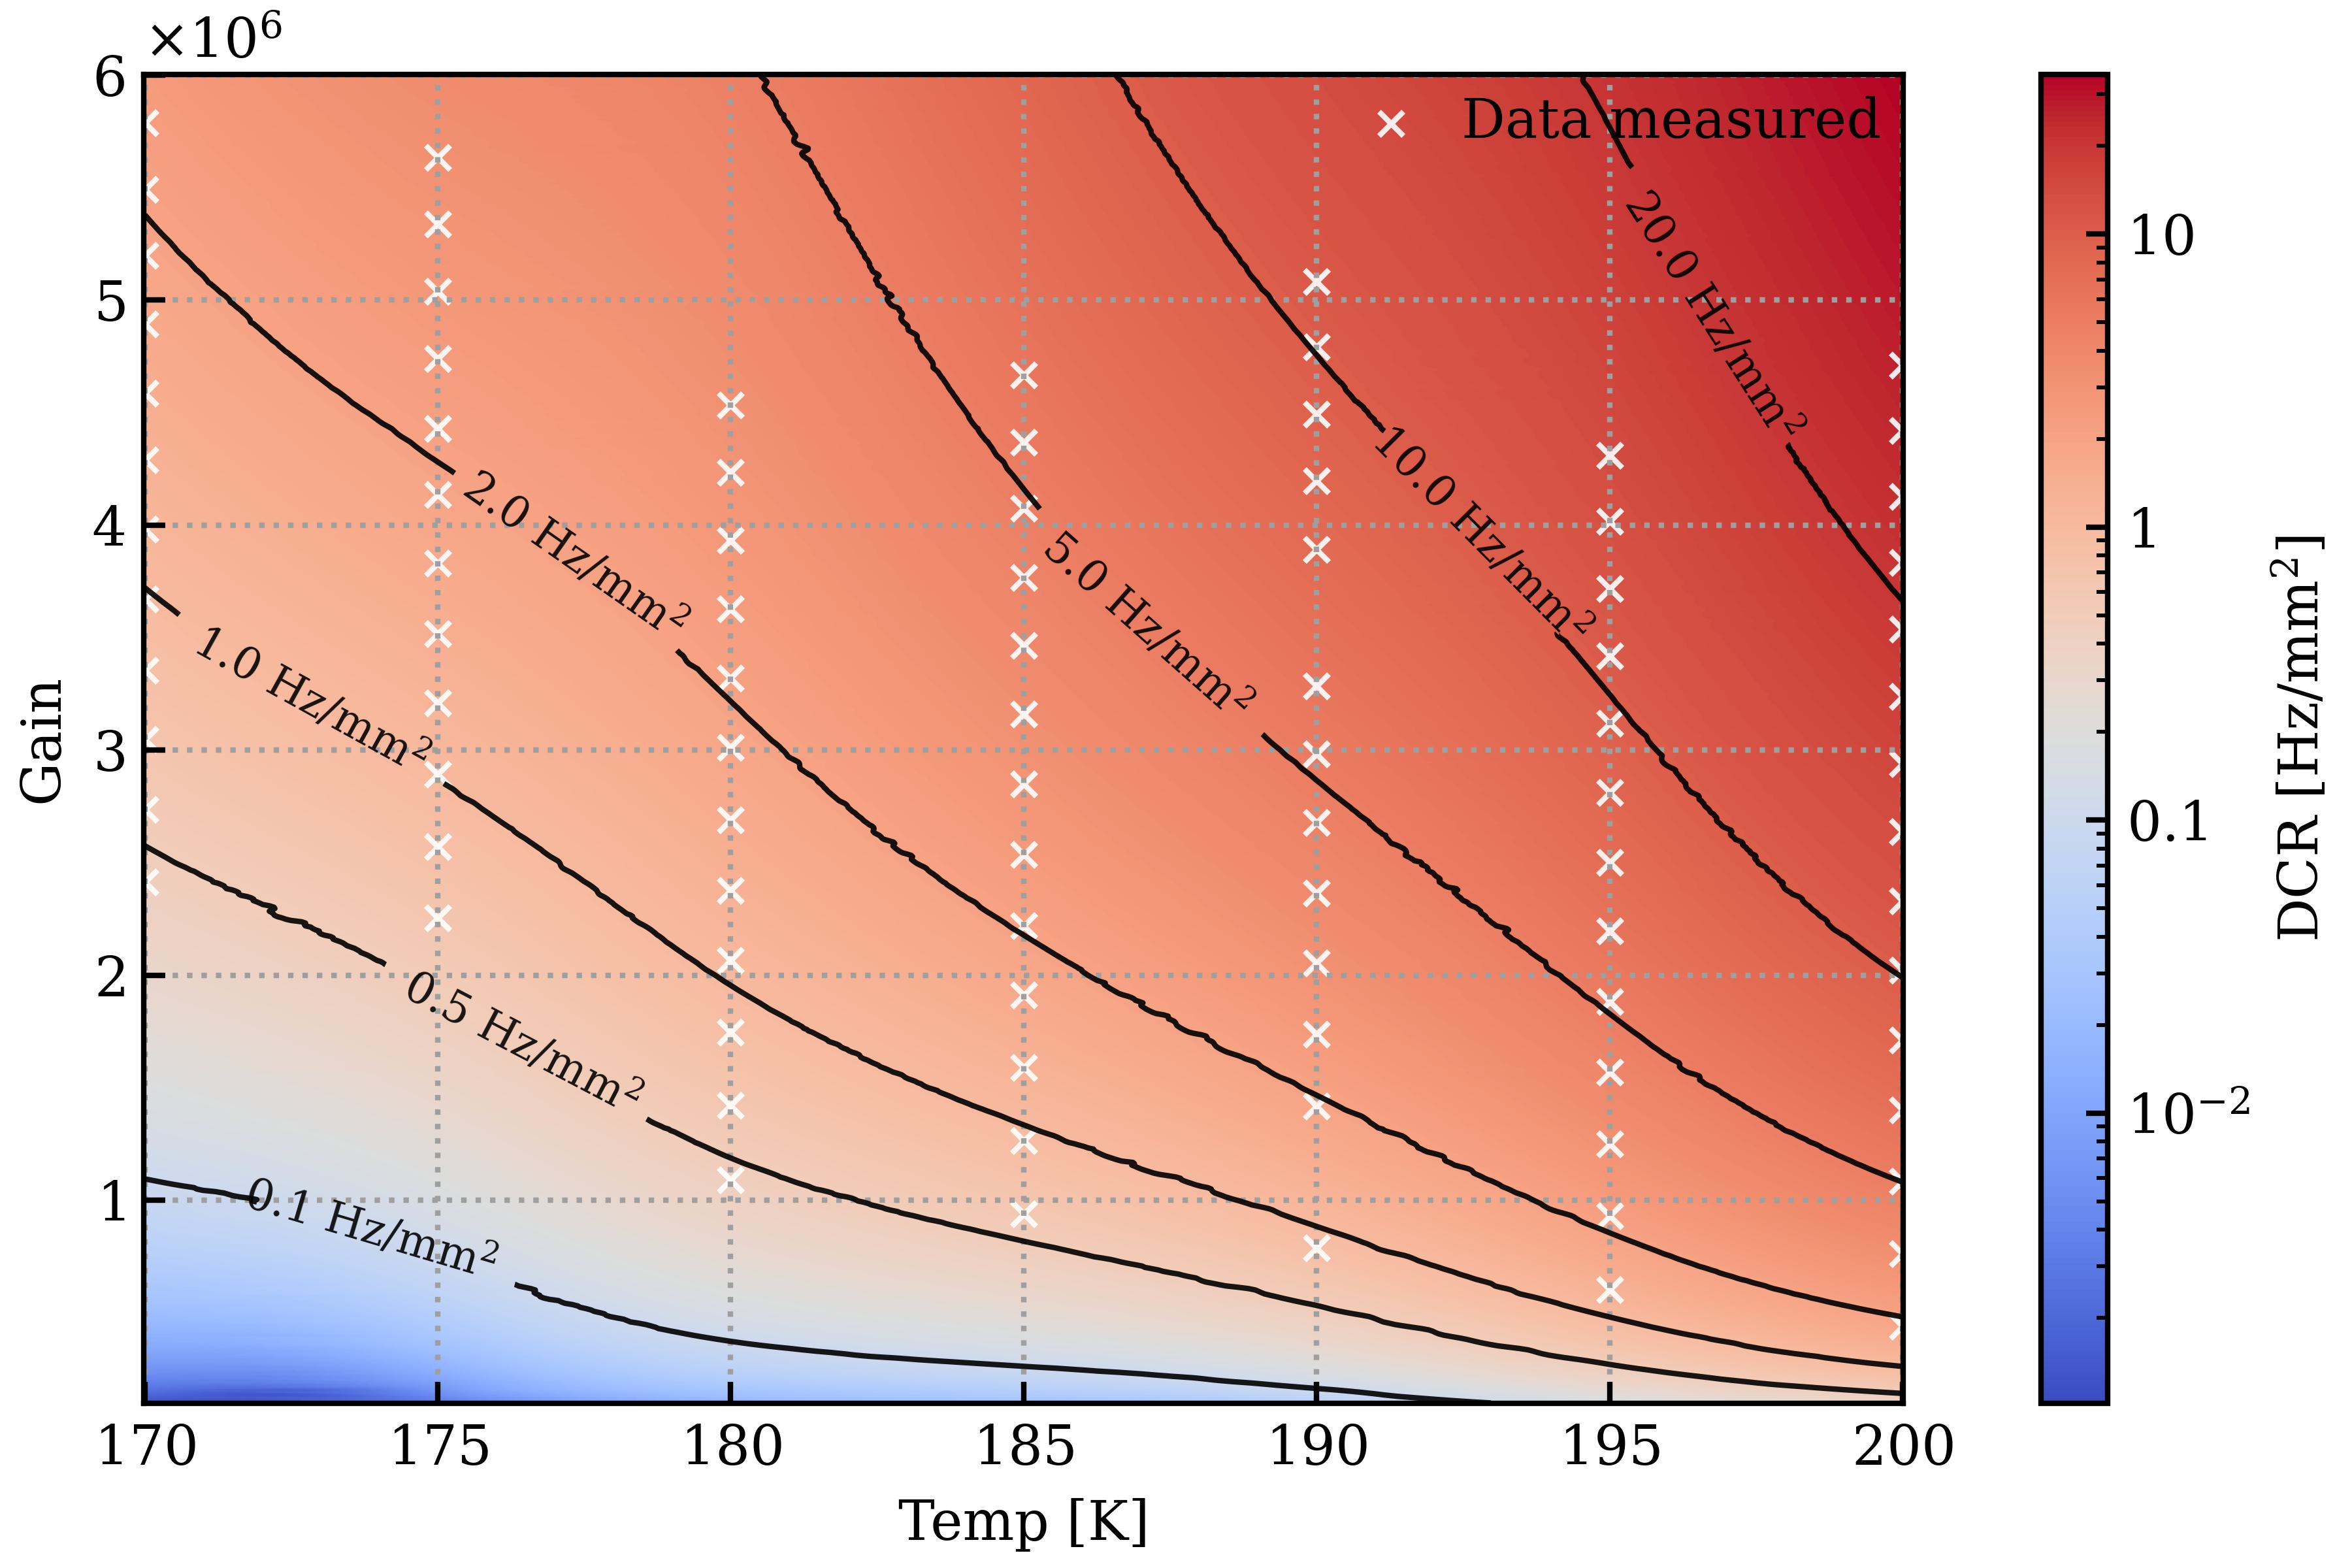 ×10⁶
6
5
4
3
2
1
Gain
Data measured
20.0 Hz/mm²
10.0 Hz/mm²
5.0 Hz/mm²
2.0 Hz/mm²
1.0 Hz/mm²
0.5 Hz/mm²
0.1 Hz/mm²
170 175 180 185 190 195 200
Temp [K]
10
1
0.1
10⁻²
DCR [Hz/mm²]